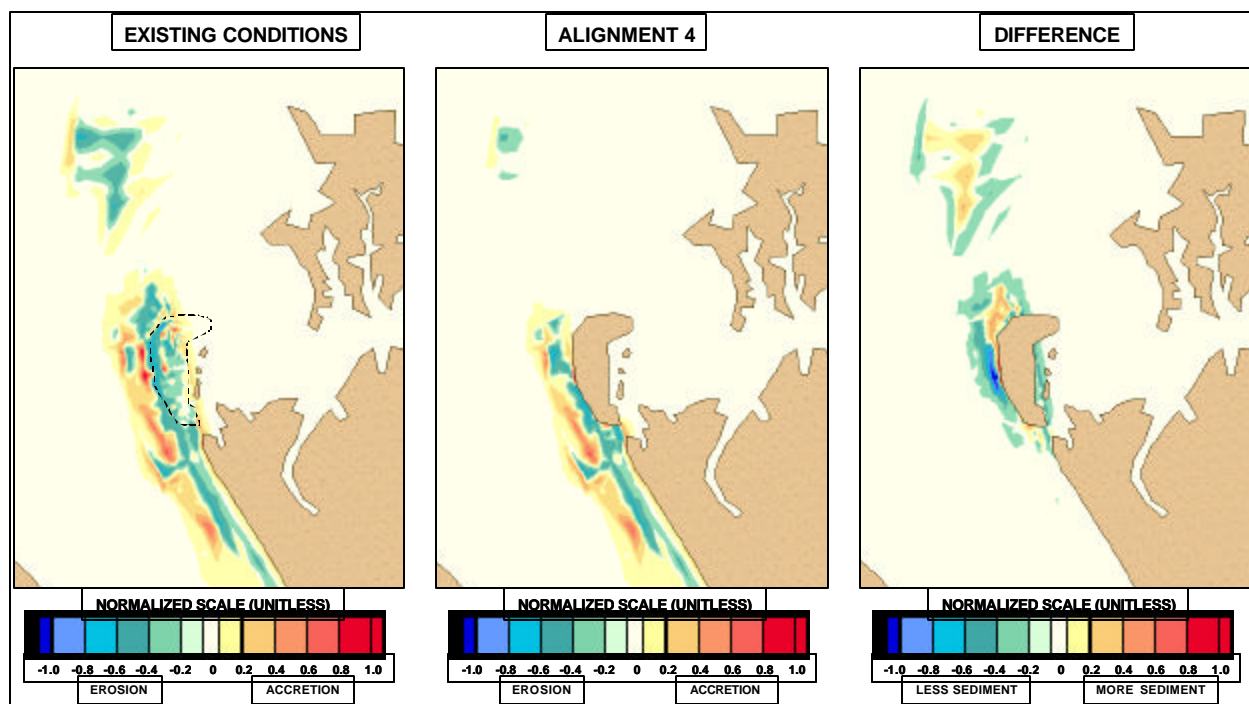 EXISTING CONDITIONS
ALIGNMENT 4
DIFFERENCE
NORMALIZED SCALE (UNITLESS)
NORMALIZED SCALE (UNITLESS)
NORMALIZED SCALE (UNITLESS)
-1.0 -0.8 -0.6 -0.4 -0.2 0 0.2 0.4 0.6 0.8 1.0
-1.0 -0.8 -0.6 -0.4 -0.2 0 0.2 0.4 0.6 0.8 1.0
-1.0 -0.8 -0.6 -0.4 -0.2 0 0.2 0.4 0.6 0.8 1.0
EROSION ACCRETION
EROSION ACCRETION
LESS SEDIMENT MORE SEDIMENT